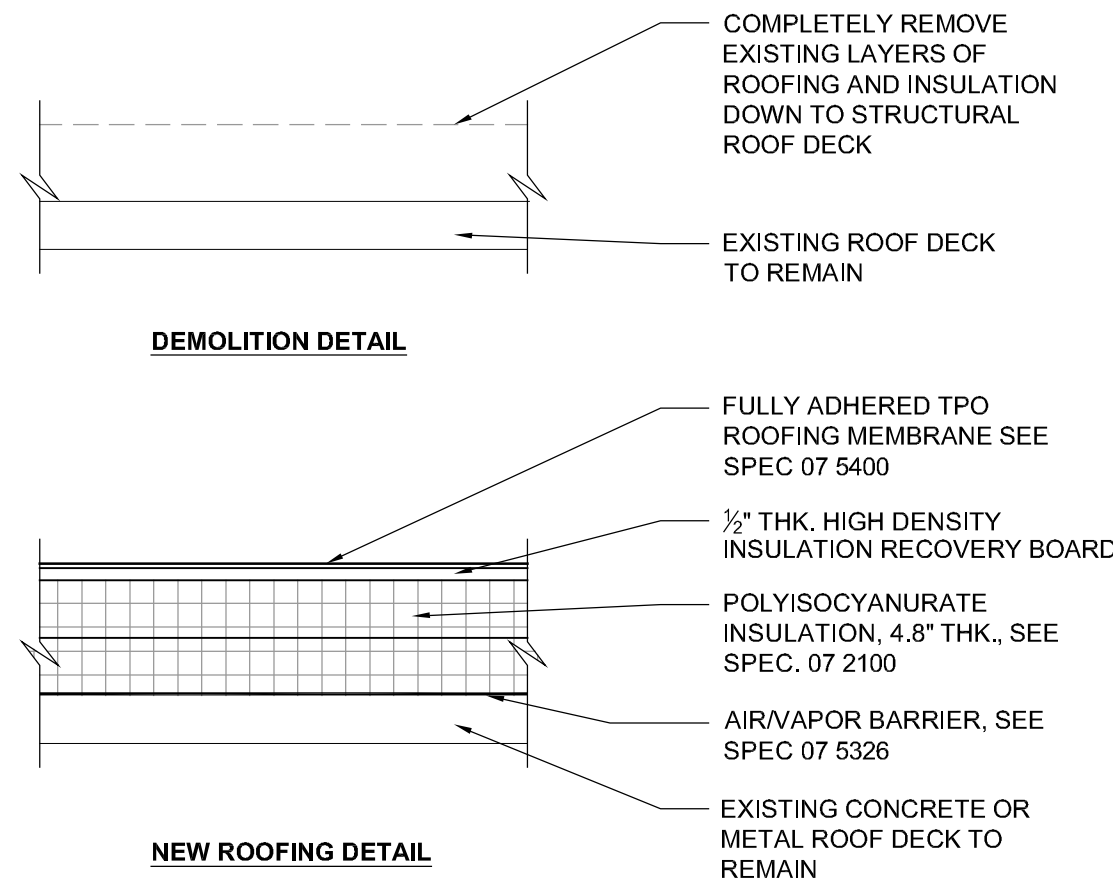 COMPLETELY REMOVE
EXISTING LAYERS OF
ROOFING AND INSULATION
DOWN TO STRUCTURAL
ROOF DECK
EXISTING ROOF DECK
TO REMAIN
DEMOLITION DETAIL
FULLY ADHERED TPO
ROOFING MEMBRANE SEE
SPEC 07 5400
½" THK. HIGH DENSITY
INSULATION RECOVERY BOARD
POLYISOCYANURATE
INSULATION, 4.8" THK., SEE
SPEC. 07 2100
AIR/VAPOR BARRIER, SEE
SPEC 07 5326
EXISTING CONCRETE OR
METAL ROOF DECK TO
REMAIN
NEW ROOFING DETAIL